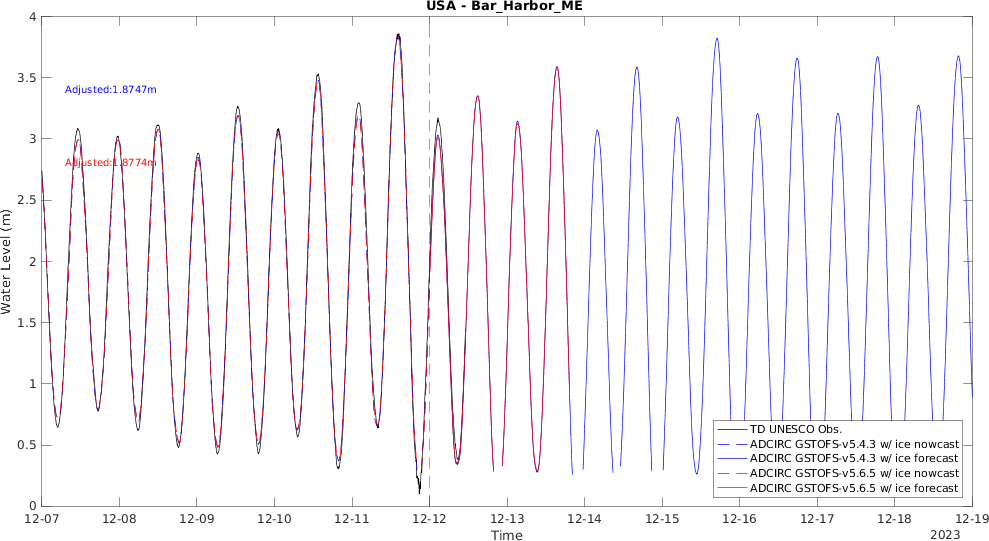 USA - Bar_Harbor_ME
4
3.5
3
2.5
2
1.5
1
0.5
0
Water Level (m)
Adjusted:1.8747m
Adjusted:1.8774m
TD UNESCO Obs.
ADCIRC GSTOFS-v5.4.3 w/ ice nowcast
ADCIRC GSTOFS-v5.4.3 w/ ice forecast
ADCIRC GSTOFS-v5.6.5 w/ ice nowcast
ADCIRC GSTOFS-v5.6.5 w/ ice forecast
12-07 12-08 12-09 12-10 12-11 12-12 12-13 12-14 12-15 12-16 12-17 12-18 12-19
Time
2023